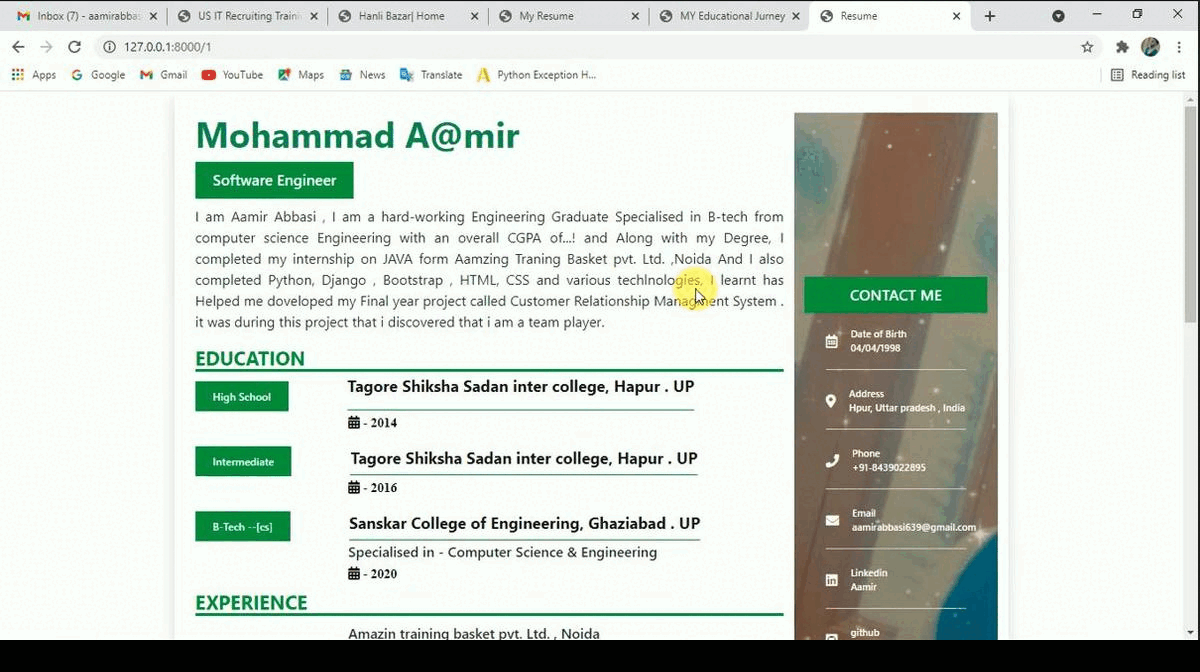 Inbox (7) - aamirabbas
US IT Recruiting Trainin
Hanli Bazar| Home
My Resume
MY Educational Jurney
Resume
127.0.0.1:8000/1
Apps
Google
Gmail
YouTube
Maps
News
Translate
Python Exception H...
Reading list
Mohammad A@mir
Software Engineer
I am Aamir Abbasi , I am a hard-working Engineering Graduate Specialised in B-tech from
computer science Engineering with an overall CGPA of...! and Along with my Degree, I
completed my internship on JAVA form Aamzing Traning Basket pvt. Ltd. ,Noida And I also
completed Python, Django , Bootstrap , HTML, CSS and various techlnologies, I learnt has
Helped me doveloped my Final year project called Customer Relationship Managment System .
it was during this project that i discovered that i am a team player.
EDUCATION
High School
Tagore Shiksha Sadan inter college, Hapur . UP
- 2014
Intermediate
Tagore Shiksha Sadan inter college, Hapur . UP
- 2016
B-Tech --[cs]
Sanskar College of Engineering, Ghaziabad . UP
Specialised in - Computer Science & Engineering
- 2020
EXPERIENCE
Amazin training basket pvt. Ltd. , Noida
CONTACT ME
Date of Birth
04/04/1998
Address
Hpur, Uttar pradesh , India
Phone
+91-8439022895
Email
aamirabbasi639@gmail.com
Linkedin
Aamir
github